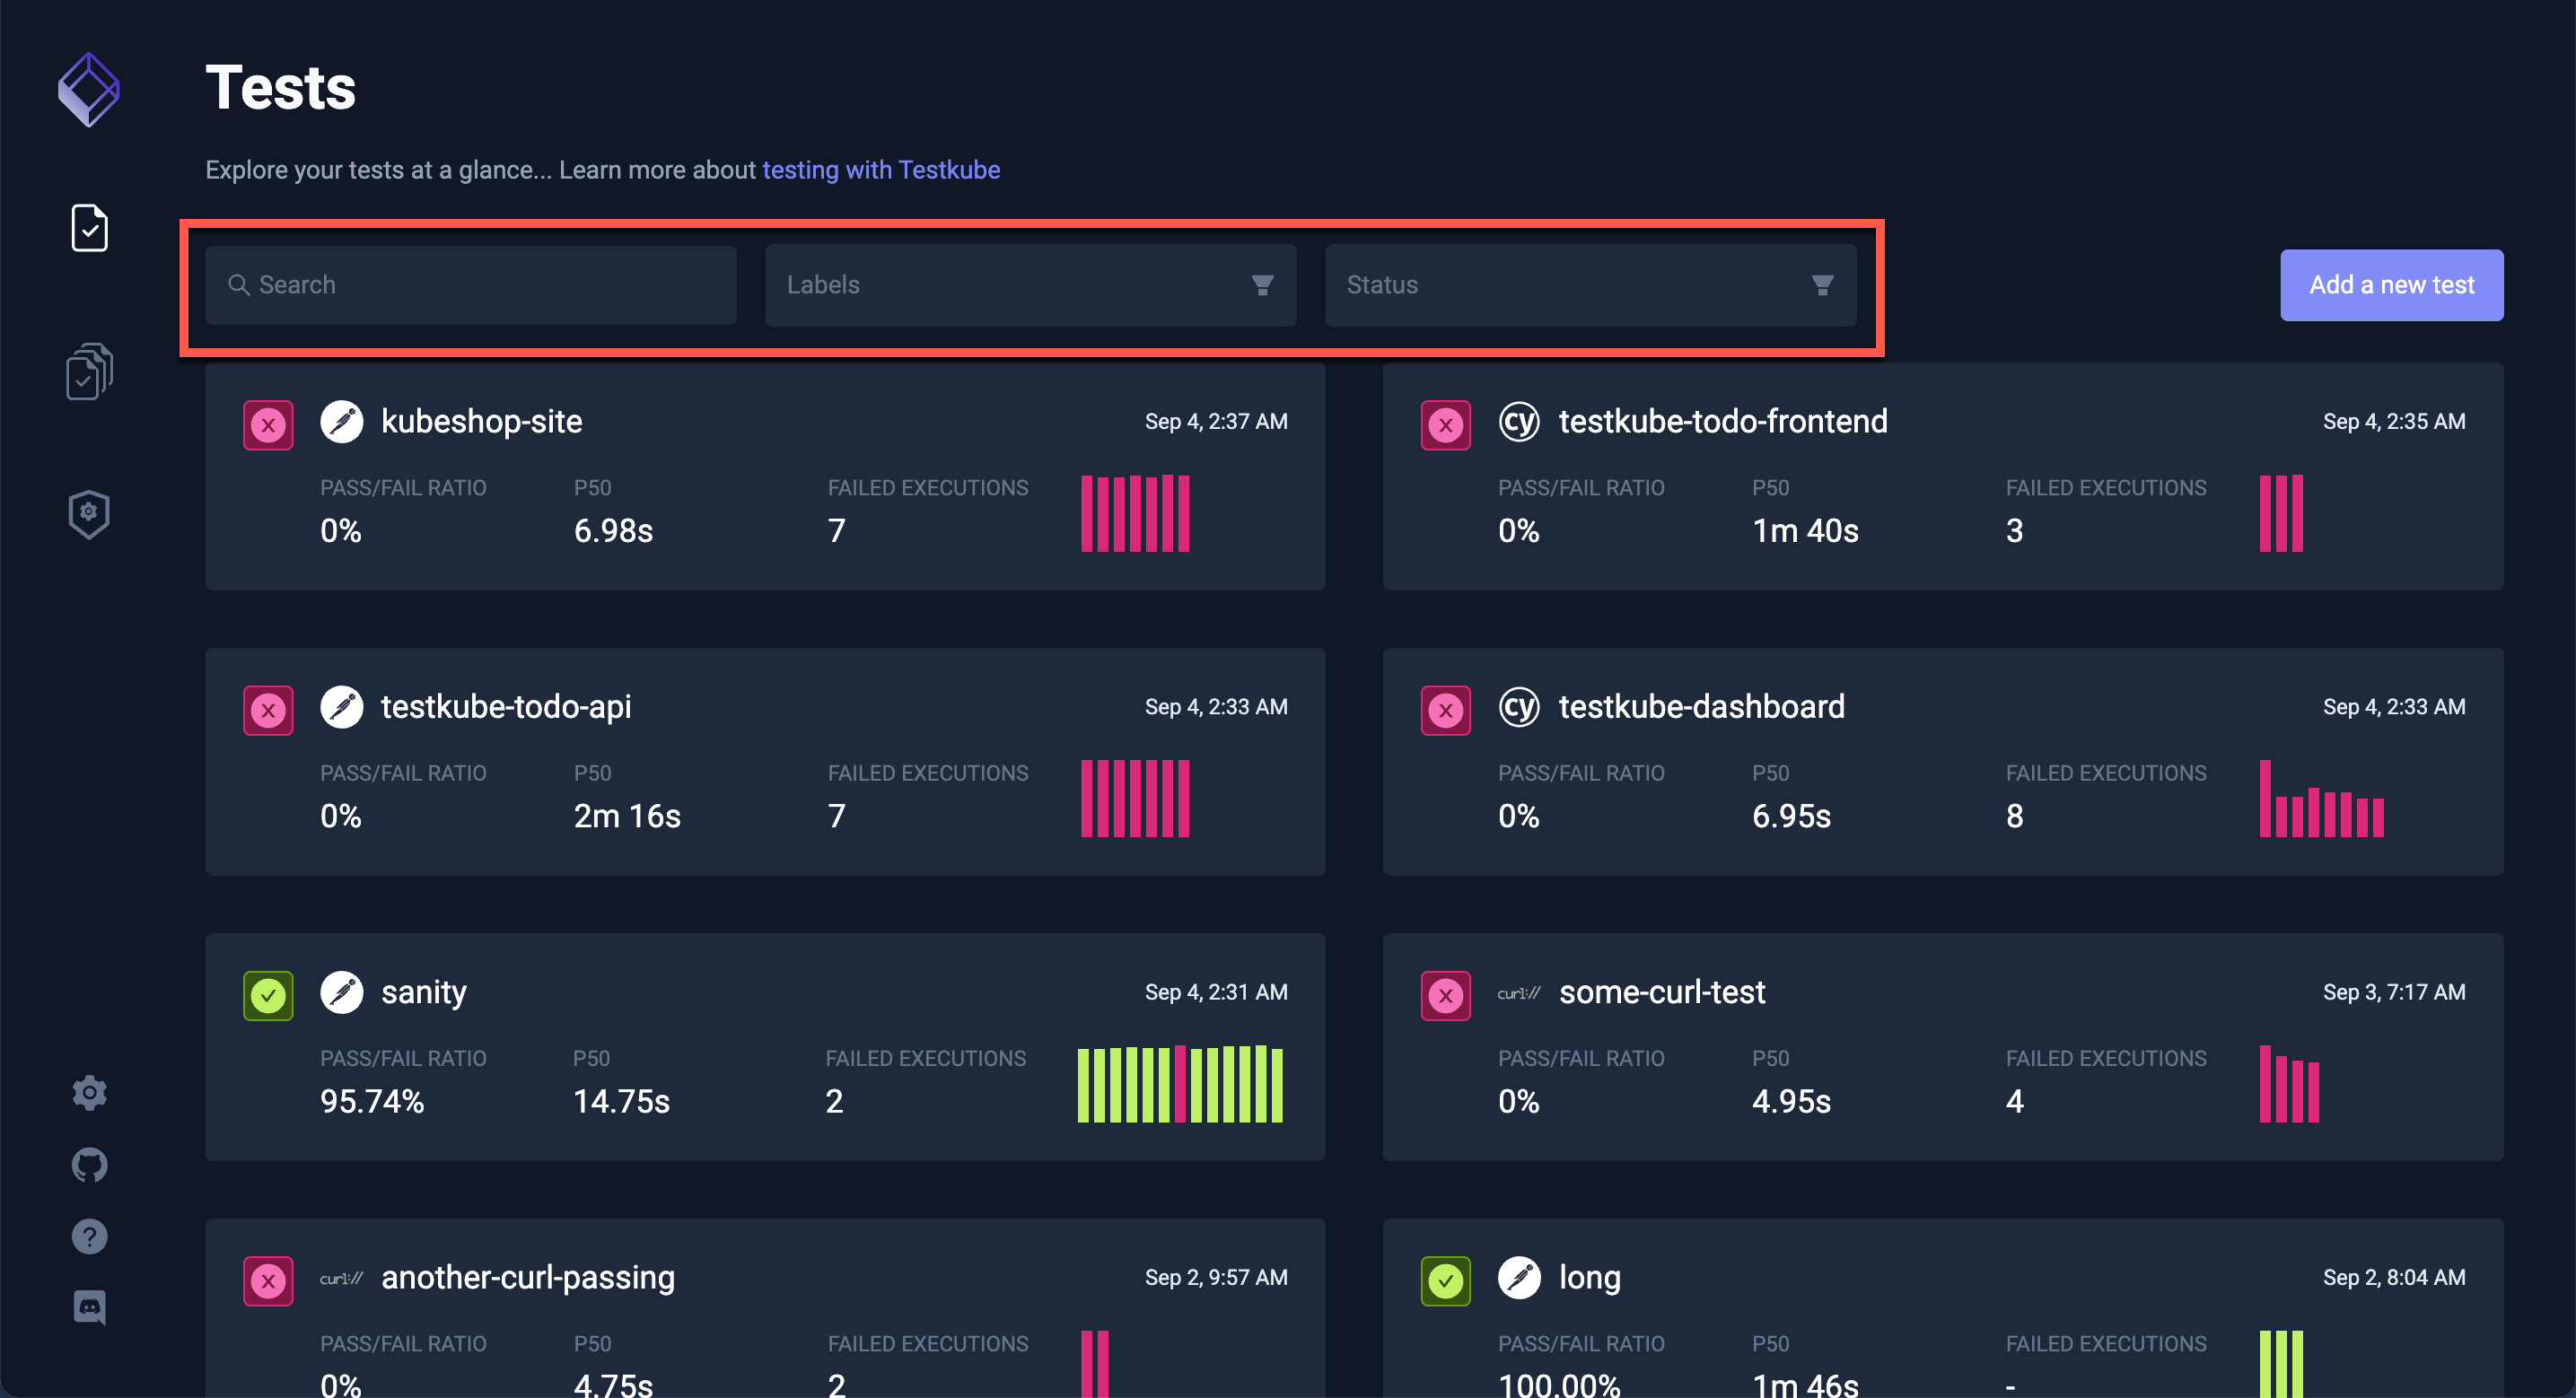 Tests
Explore your tests at a glance... Learn more about testing with Testkube
Search
Labels
Status
Add a new test
kubeshop-site
Sep 4, 2:37 AM
PASS/FAIL RATIO P50 FAILED EXECUTIONS
0% 6.98s 7
cy testkube-todo-frontend
Sep 4, 2:35 AM
PASS/FAIL RATIO P50 FAILED EXECUTIONS
0% 1m 40s 3
testkube-todo-api
Sep 4, 2:33 AM
PASS/FAIL RATIO P50 FAILED EXECUTIONS
0% 2m 16s 7
cy testkube-dashboard
Sep 4, 2:33 AM
PASS/FAIL RATIO P50 FAILED EXECUTIONS
0% 6.95s 8
sanity
Sep 4, 2:31 AM
PASS/FAIL RATIO P50 FAILED EXECUTIONS
95.74% 14.75s 2
curl:// some-curl-test
Sep 3, 7:17 AM
PASS/FAIL RATIO P50 FAILED EXECUTIONS
0% 4.95s 4
curl:// another-curl-passing
Sep 2, 9:57 AM
PASS/FAIL RATIO P50 FAILED EXECUTIONS
0% 4.75s 2
long
Sep 2, 8:04 AM
PASS/FAIL RATIO P50 FAILED EXECUTIONS
100.00% 1m 46s -